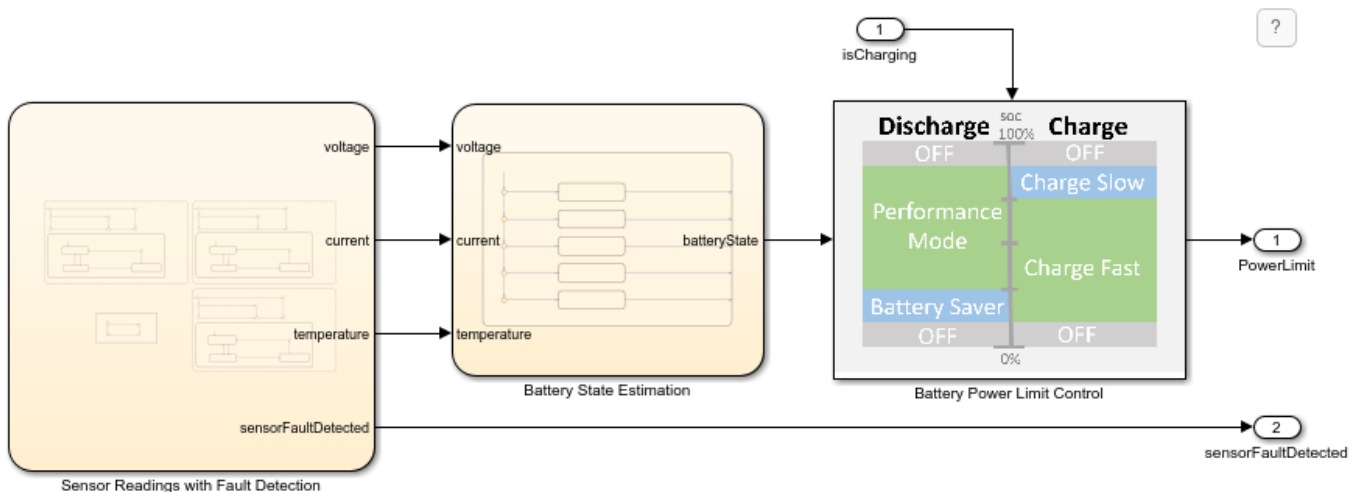 1
isCharging
?
voltage
current
temperature
sensorFaultDetected
Sensor Readings with Fault Detection
voltage
current
temperature
batteryState
Battery State Estimation
Discharge
soc
100%
Charge
OFF
OFF
Charge Slow
Performance
Mode
Charge Fast
Battery Saver
OFF
OFF
0%
Battery Power Limit Control
1
PowerLimit
2
sensorFaultDetected